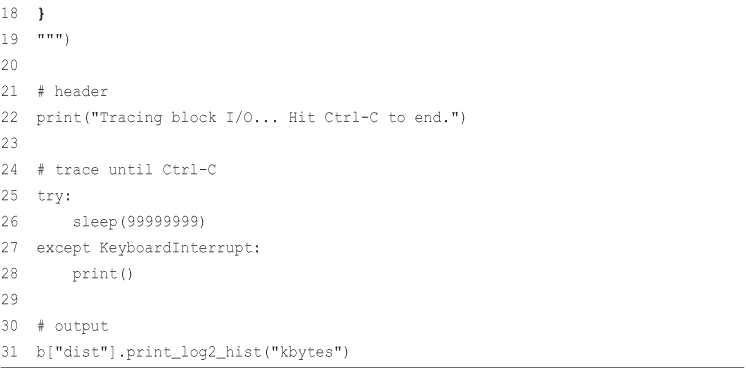 18 }
19 """)
20
21 # header
22 print("Tracing block I/O... Hit Ctrl-C to end.")
23
24 # trace until Ctrl-C
25 try:
26     sleep(99999999)
27 except KeyboardInterrupt:
28     print()
29
30 # output
31 b["dist"].print_log2_hist("kbytes")